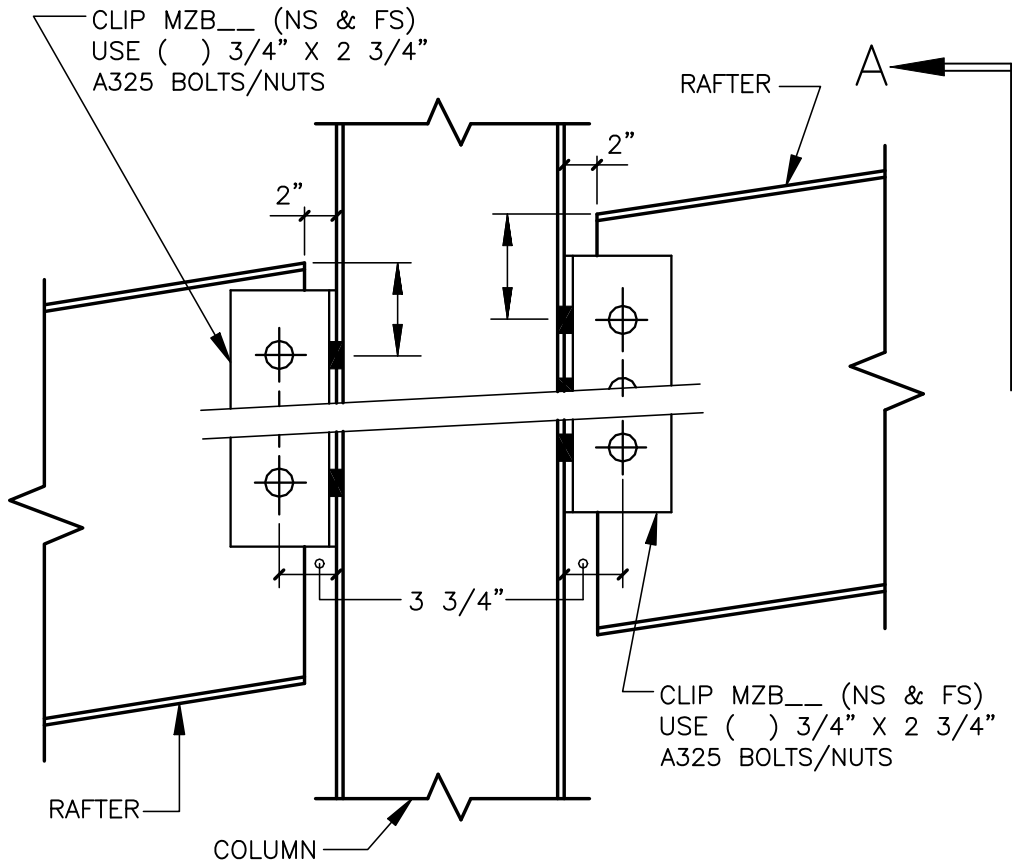 CLIP MZB__ (NS & FS)
USE ( ) 3/4” X 2 3/4”
A325 BOLTS/NUTS
RAFTER
A
2”
2”
3 3/4”
CLIP MZB__ (NS & FS)
USE ( ) 3/4” X 2 3/4”
A325 BOLTS/NUTS
RAFTER
COLUMN